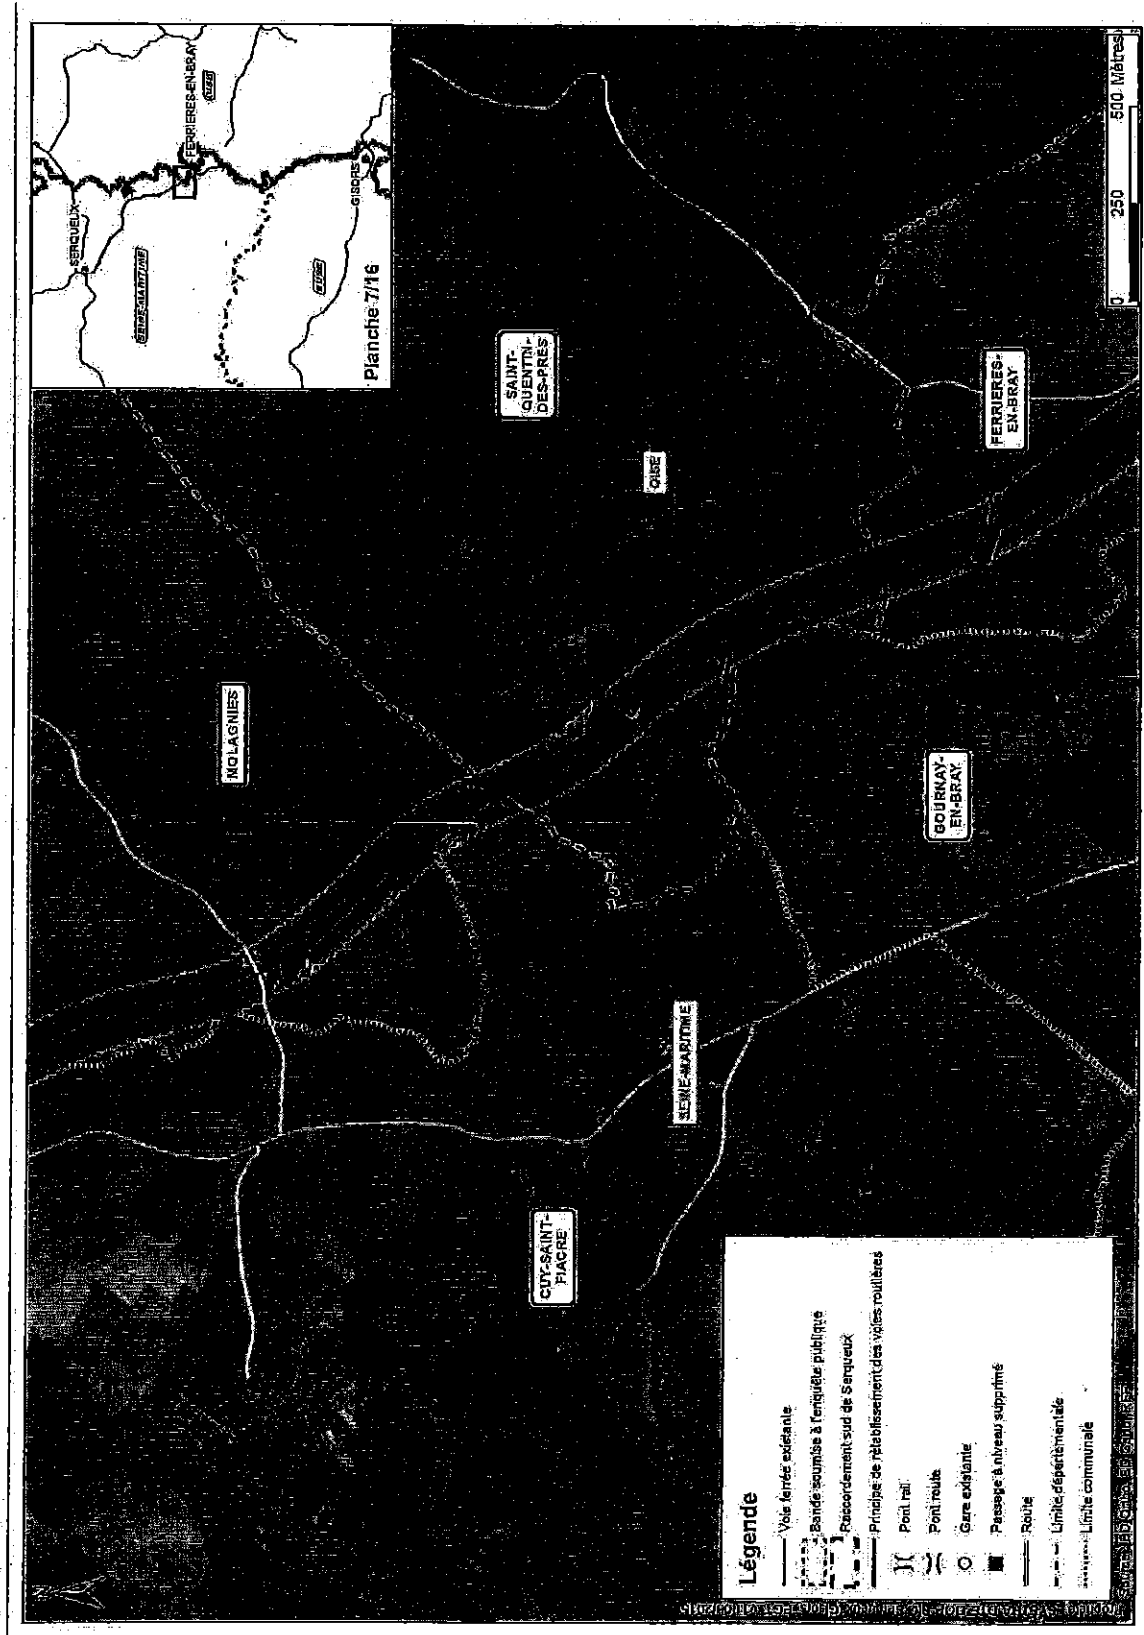 SERQUEUX
SEINE-MARITIME
FERRIERES-EN-BRAY
OISE
EURE
GISORS
Planche 7/16
MOLAGNIES
SAINT-
QUENTIN-
DES-PRES
OISE
CUY-SAINT-
FIACRE
SEINE-MARITIME
GOURNAY-
EN-BRAY
FERRIERES-
EN-BRAY
0 250 500 Mètres
Légende
Voie ferrée existante
Bande soumise à l'enquête publique
Raccordement sud de Serqueux
Principe de rétablissement des voies routières
Pont rail
Pont route
Gare existante
Passage à niveau supprimé
Route
Limite départementale
Limite communale